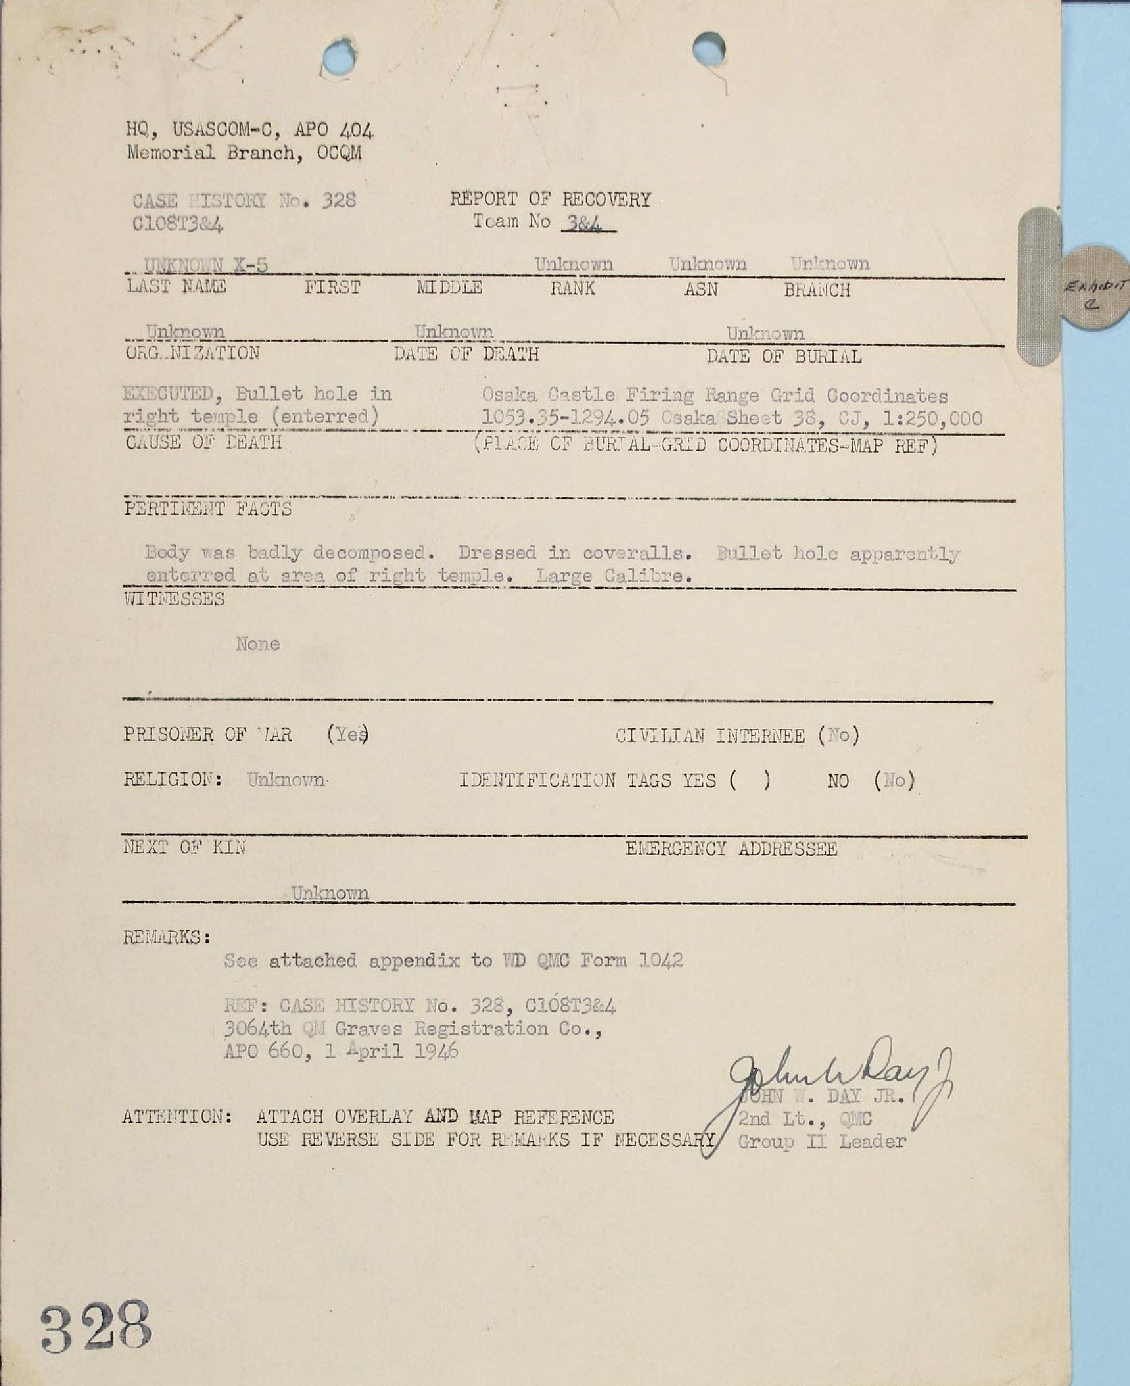 HQ, USASCOM-C, APO 404
Memorial Branch, OCQM
CASE HISTORY No. 328 REPORT OF RECOVERY
C108T3&4 Team No 3&4
UNKNOWN X-5 Unknown Unknown Unknown
LAST NAME FIRST MIDDLE RANK ASN BRANCH
Unknown Unknown Unknown
ORGANIZATION DATE OF DEATH DATE OF BURIAL
EXECUTED, Bullet hole in Osaka Castle Firing Range Grid Coordinates
right temple (enterred) 1053.35-1294.05 Osaka Sheet 38, CJ, 1:250,000
CAUSE OF DEATH (PLACE OF BURIAL-GRID COORDINATES-MAP REF)
PERTINENT FACTS
Body was badly decomposed. Dressed in coveralls. Bullet hole apparently
enterred at area of right temple. Large Calibre.
WITNESSES
None
PRISONER OF WAR (Yes) CIVILIAN INTERNEE (No)
RELIGION: Unknown IDENTIFICATION TAGS YES ( ) NO (No)
NEXT OF KIN EMERGENCY ADDRESSEE
Unknown
REMARKS:
See attached appendix to WD QMC Form 1042
REF: CASE HISTORY No. 328, C108T3&4
3064th QM Graves Registration Co.,
APO 660, 1 April 1946
John W Day Jr
JOHN W. DAY JR.
ATTENTION: ATTACH OVERLAY AND MAP REFERENCE 2nd Lt., QMC
USE REVERSE SIDE FOR REMARKS IF NECESSARY Group II Leader
328
EXHIBIT
C